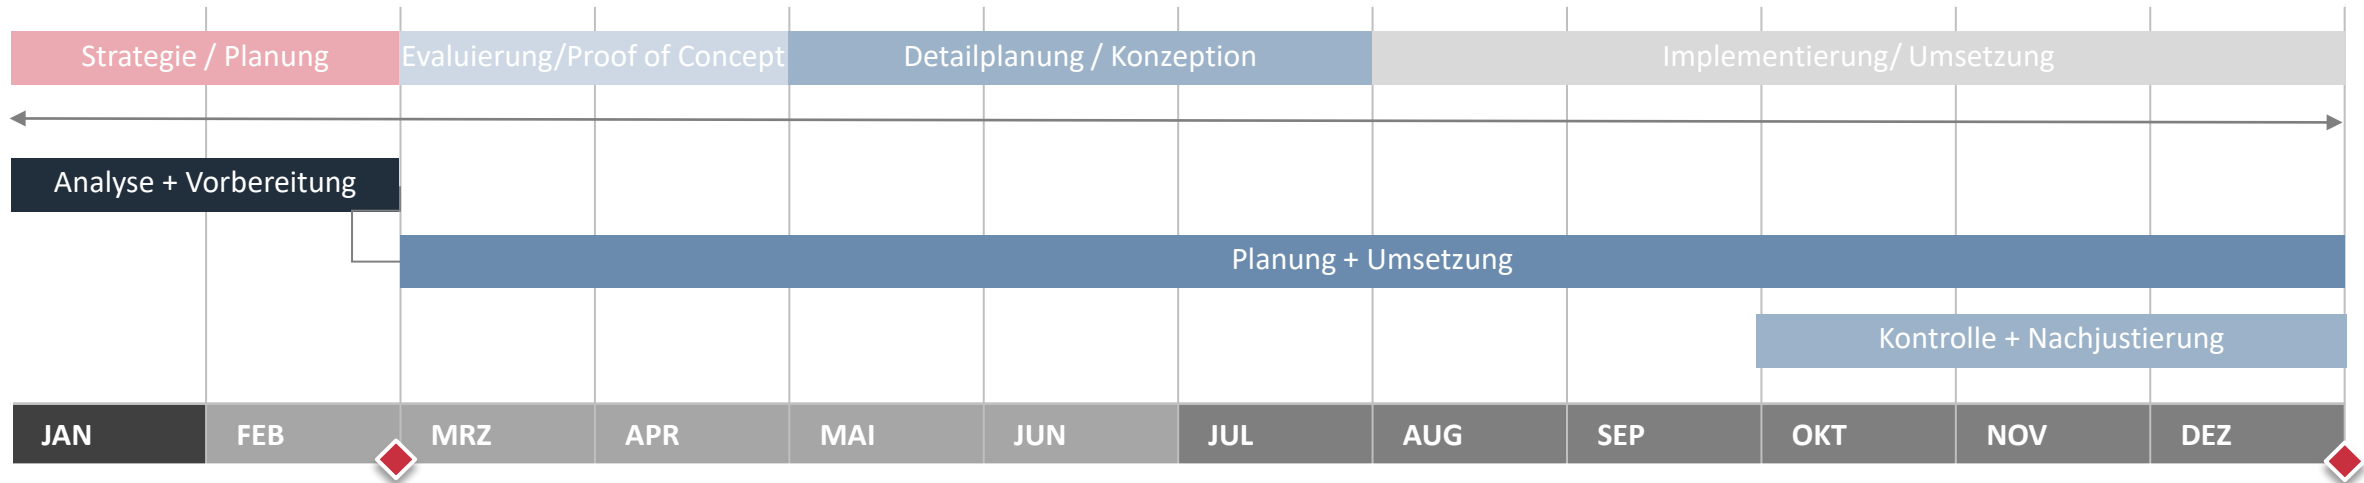 Strategie / Planung
Evaluierung/Proof of Concept
Detailplanung / Konzeption
Implementierung/ Umsetzung
Analyse + Vorbereitung
Planung + Umsetzung
Kontrolle + Nachjustierung
JAN
FEB
MRZ
APR
MAI
JUN
JUL
AUG
SEP
OKT
NOV
DEZ